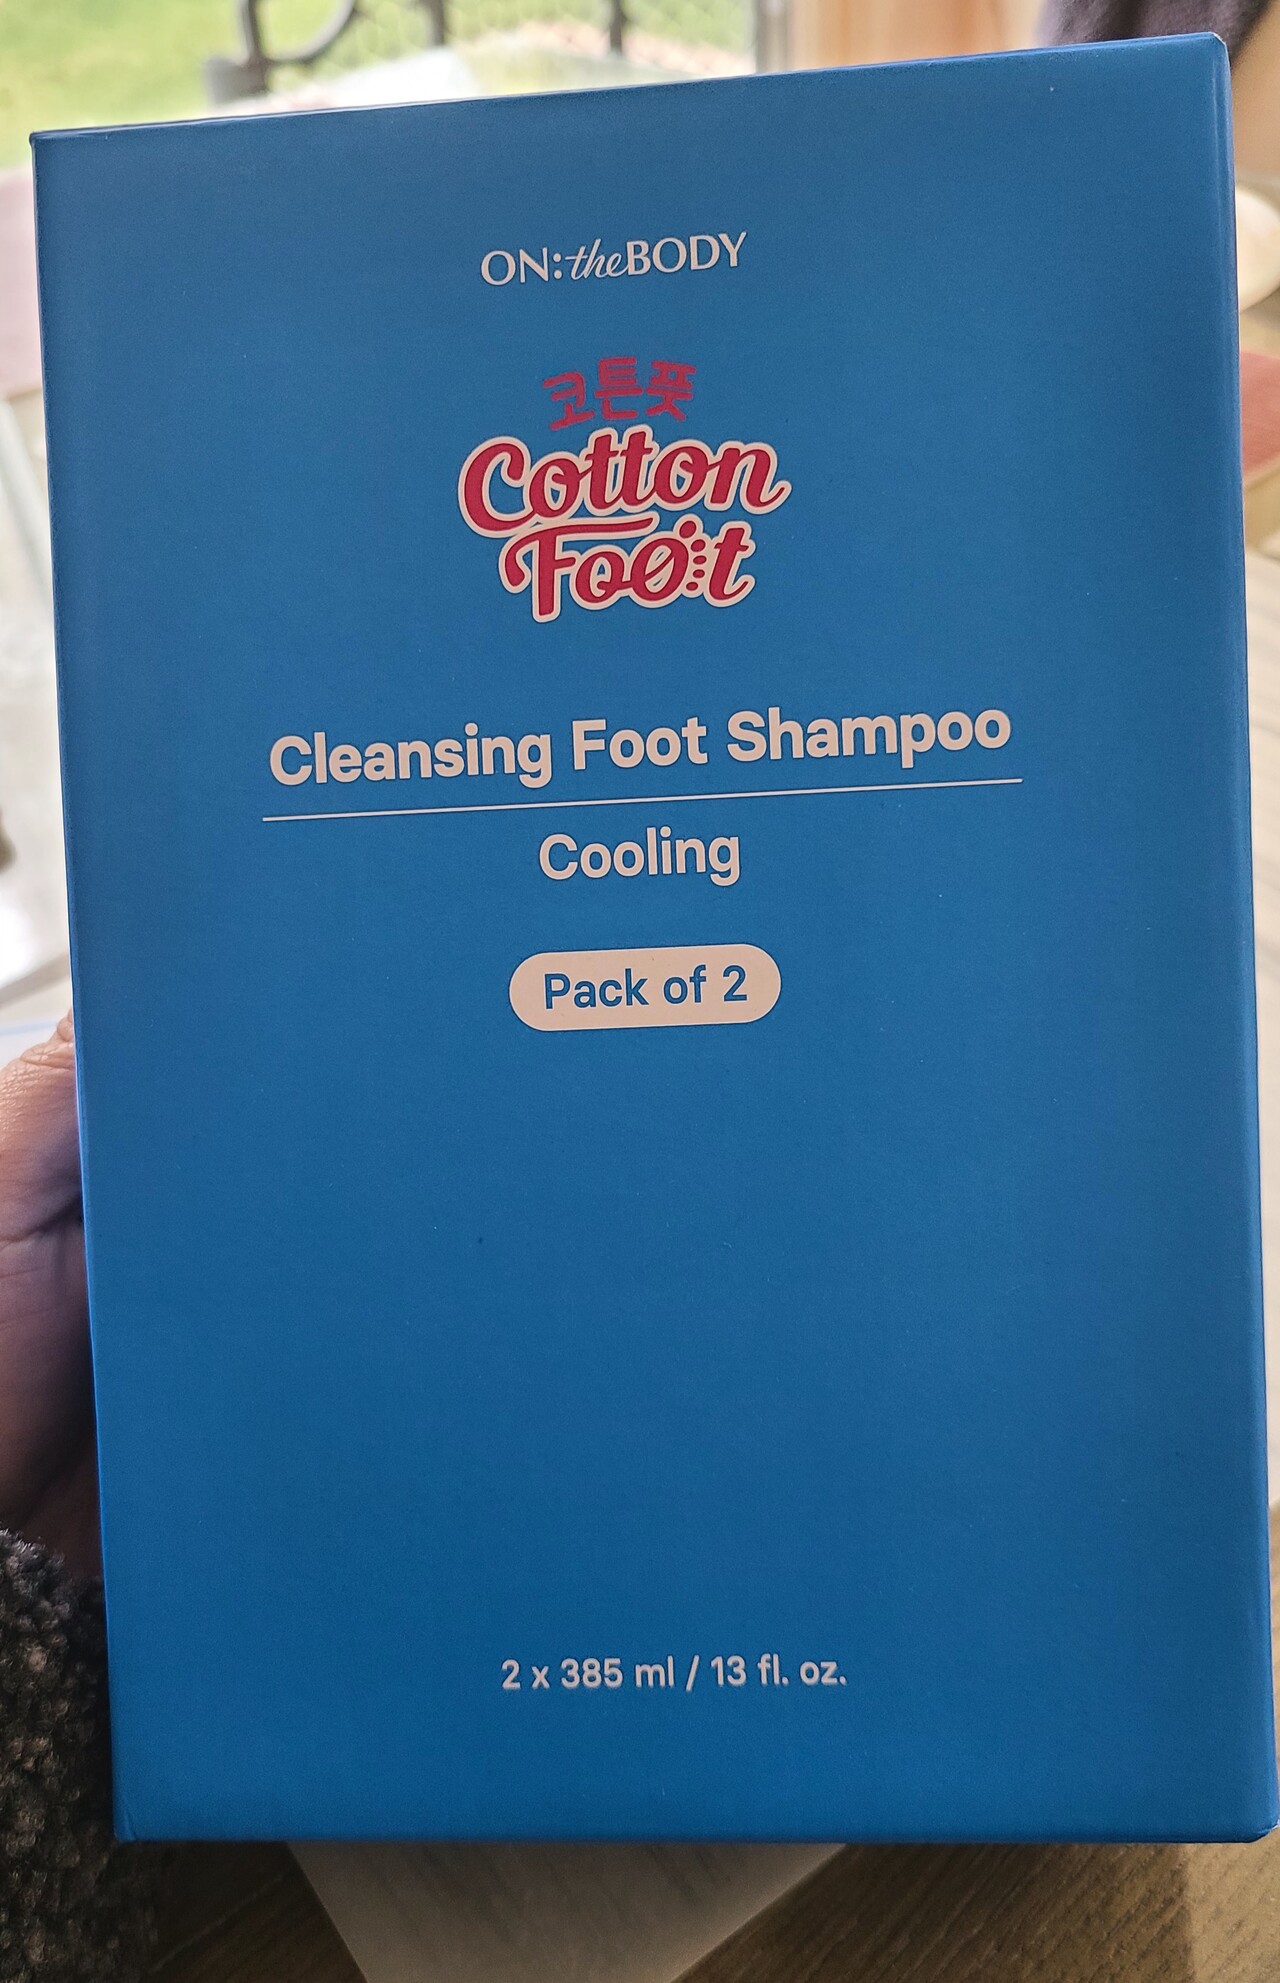 ON:theBODY
코튼풋
Cotton
Foot
Cleansing Foot Shampoo
Cooling
Pack of 2
2 x 385 ml / 13 fl. oz.